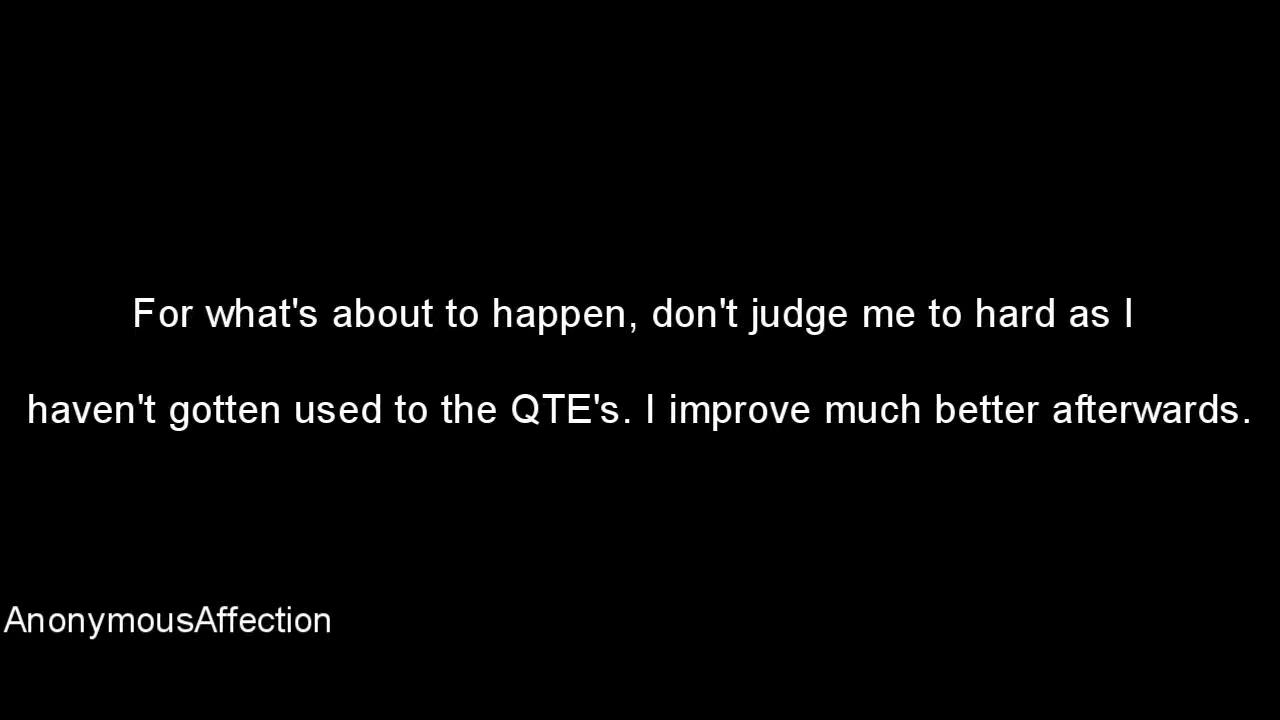 For what's about to happen, don't judge me to hard as I
haven't gotten used to the QTE's. I improve much better afterwards.
AnonymousAffection